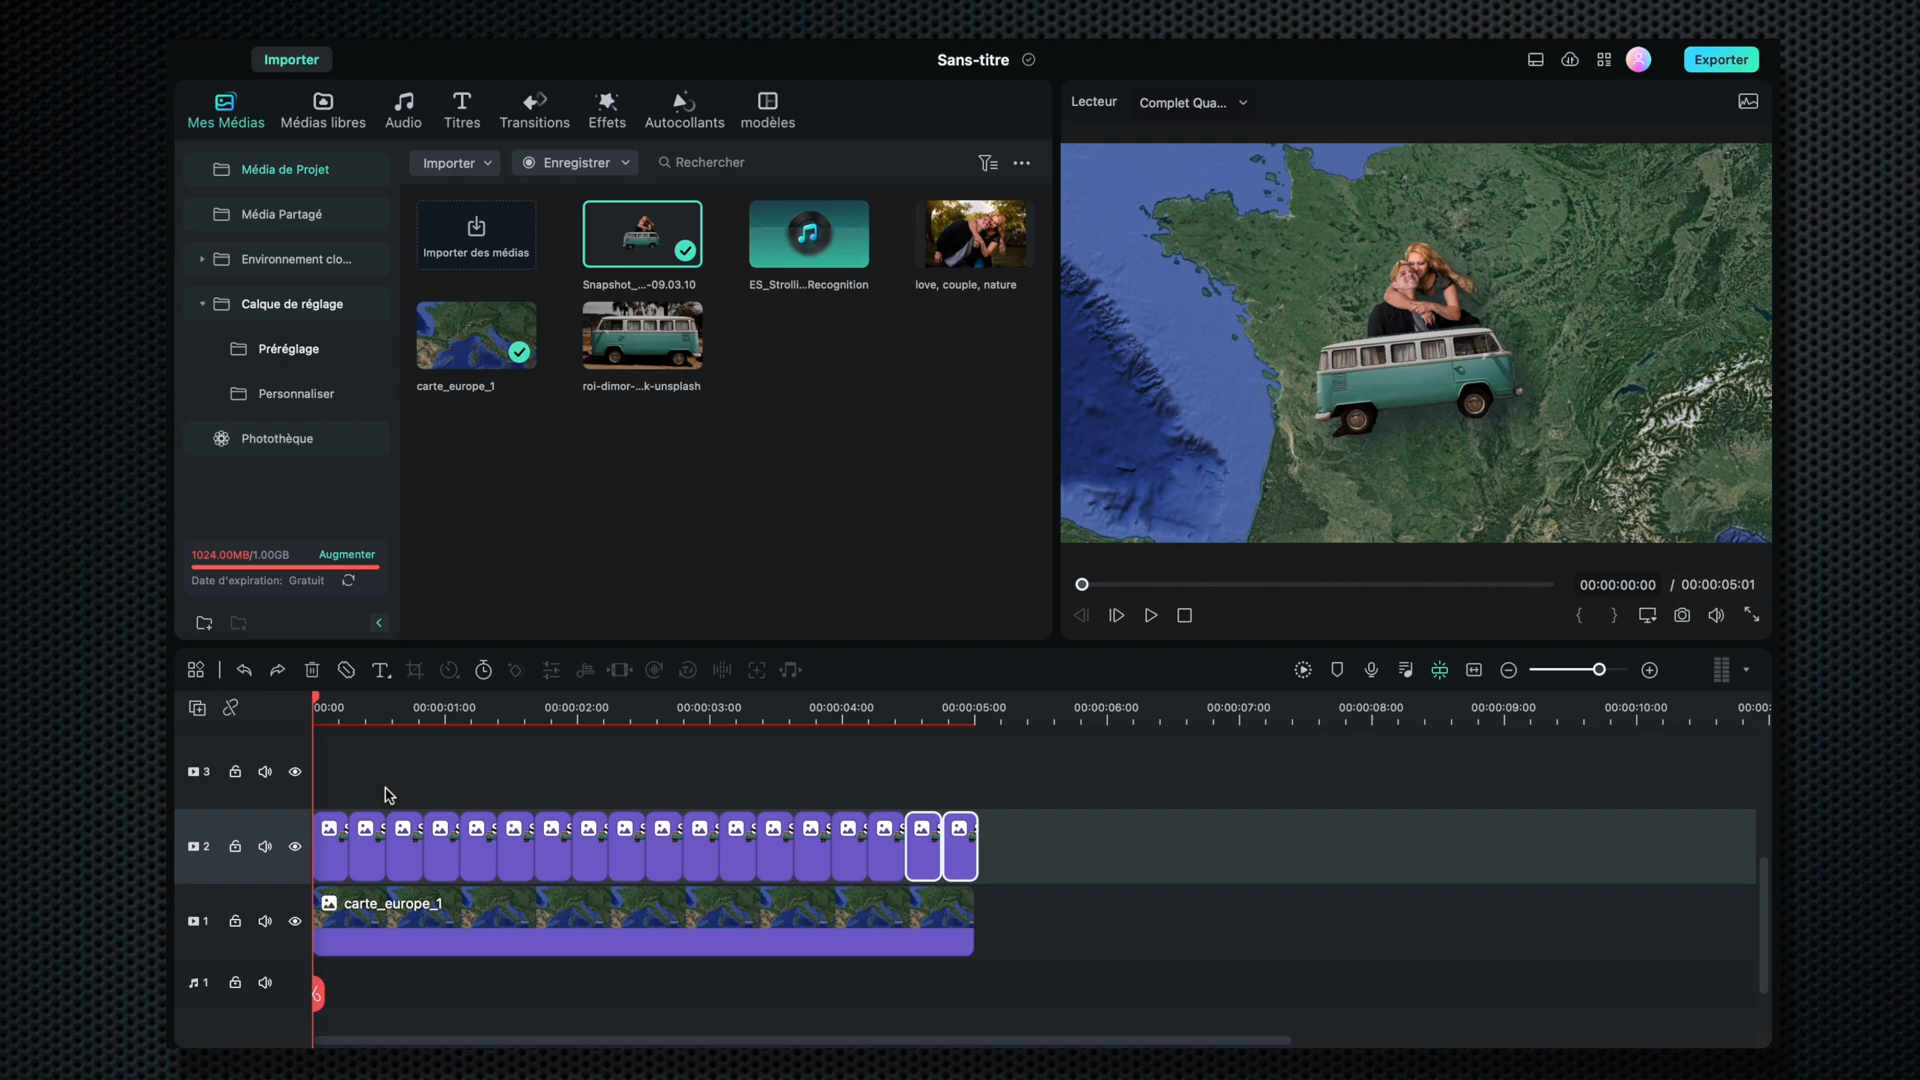 Importer
Sans-titre
Exporter
Mes Médias
Médias libres
Audio
Titres
Transitions
Effets
Autocollants
modèles
Lecteur
Complet Qua...
Média de Projet
Média Partagé
Environnement clo...
Calque de réglage
Préréglage
Personnaliser
Photothèque
Importer
Enregistrer
Rechercher
Importer des médias
Snapshot_...-09.03.10
ES_Strolli...Recognition
love, couple, nature
carte_europe_1
roi-dimor-...k-unsplash
1024.00MB/1.00GB
Augmenter
Date d'expiration: Gratuit
00:00:00:00 / 00:00:05:01
00:00
00:00:01:00
00:00:02:00
00:00:03:00
00:00:04:00
00:00:05:00
00:00:06:00
00:00:07:00
00:00:08:00
00:00:09:00
00:00:10:00
00:00:
3
2
1
carte_europe_1
1